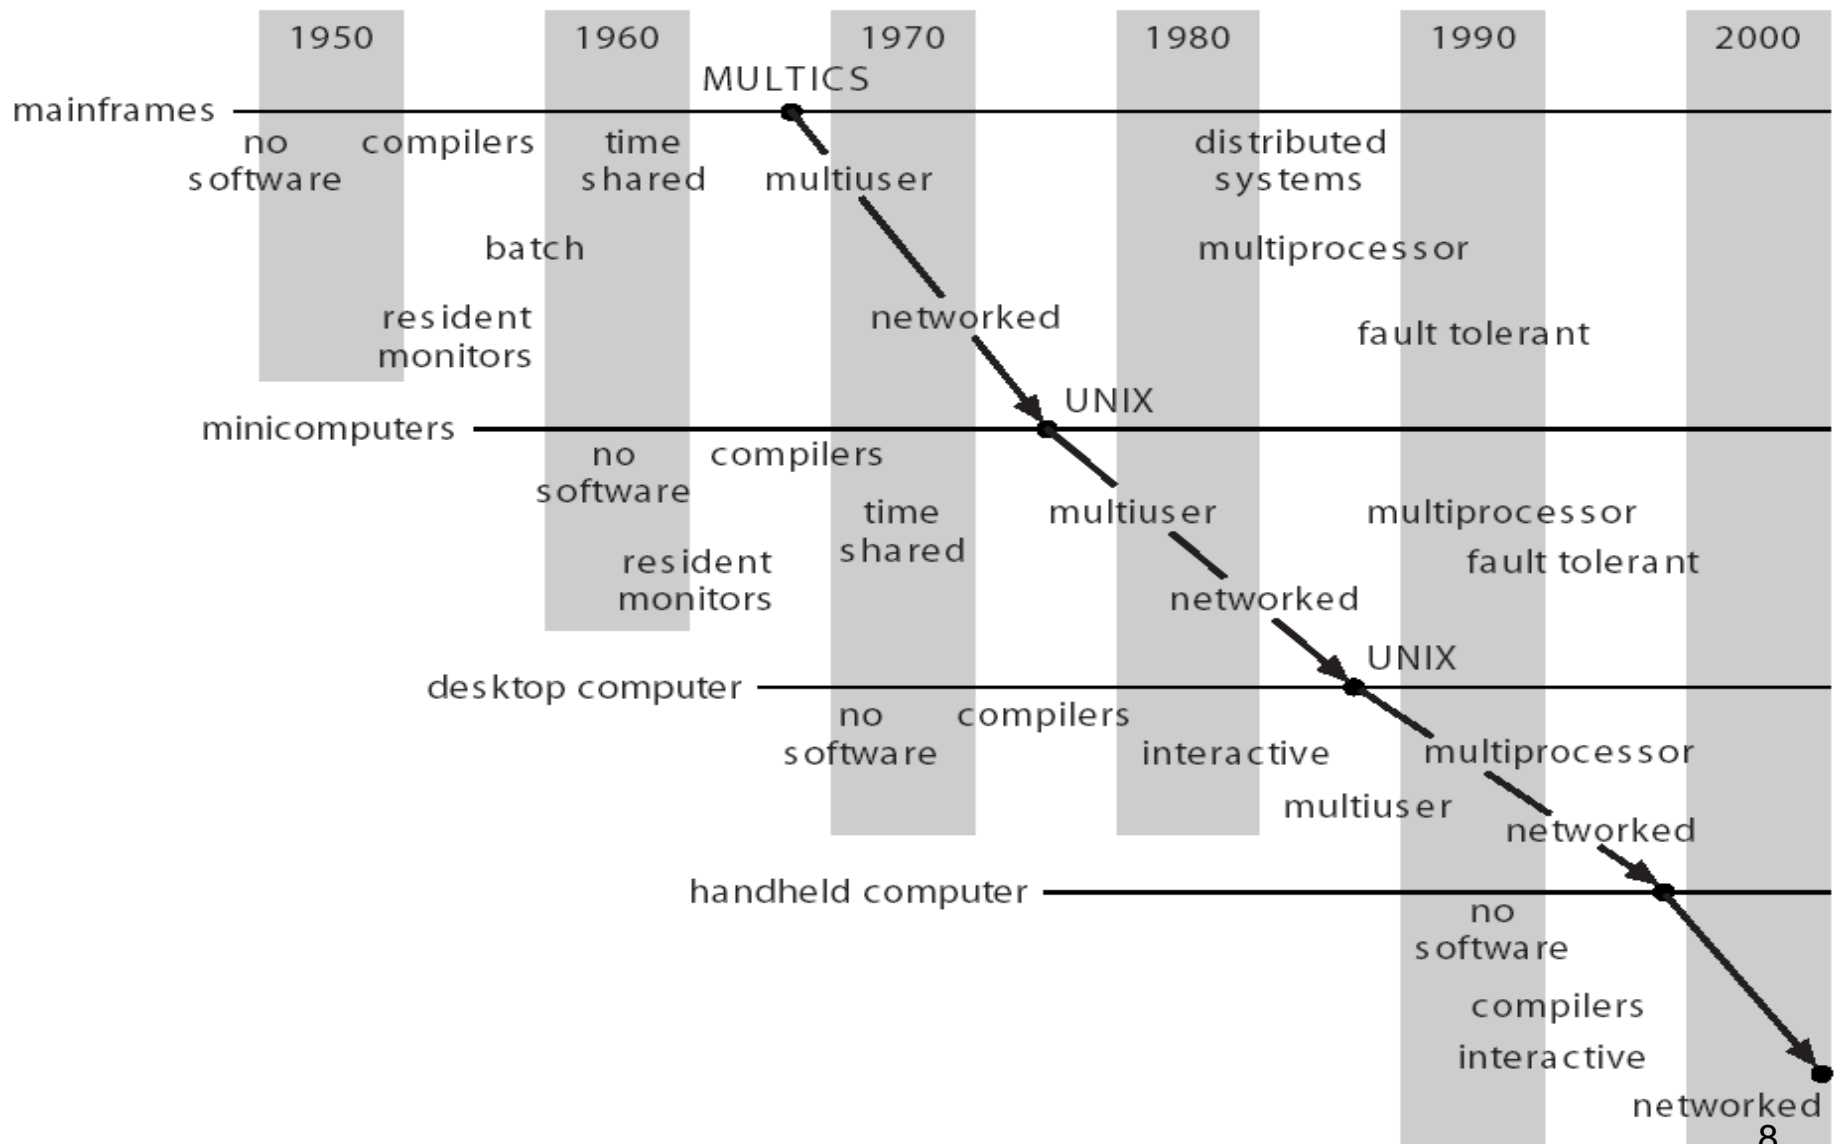 1950 1960 1970 1980 1990 2000
MULTICS
mainframes
no compilers time distributed
software shared multiuser systems
batch multiprocessor
resident networked fault tolerant
monitors
UNIX
minicomputers
no compilers
software
time multiuser multiprocessor
shared
resident fault tolerant
monitors networked
UNIX
desktop computer
no compilers
software interactive multiprocessor
multiuser
networked
handheld computer
no
software
compilers
interactive
networked
8